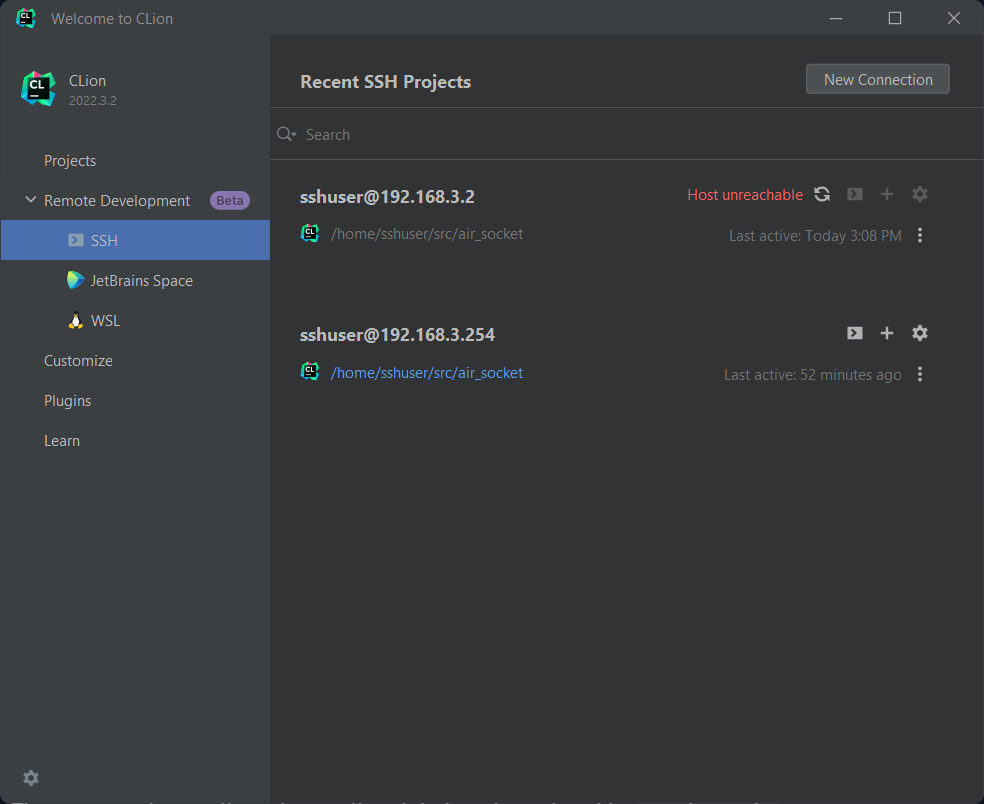 Welcome to CLion
CLion
2022.3.2
Projects
Remote Development Beta
SSH
JetBrains Space
WSL
Customize
Plugins
Learn
Recent SSH Projects
New Connection
Search
sshuser@192.168.3.2
Host unreachable
/home/sshuser/src/air_socket
Last active: Today 3:08 PM
sshuser@192.168.3.254
/home/sshuser/src/air_socket
Last active: 52 minutes ago